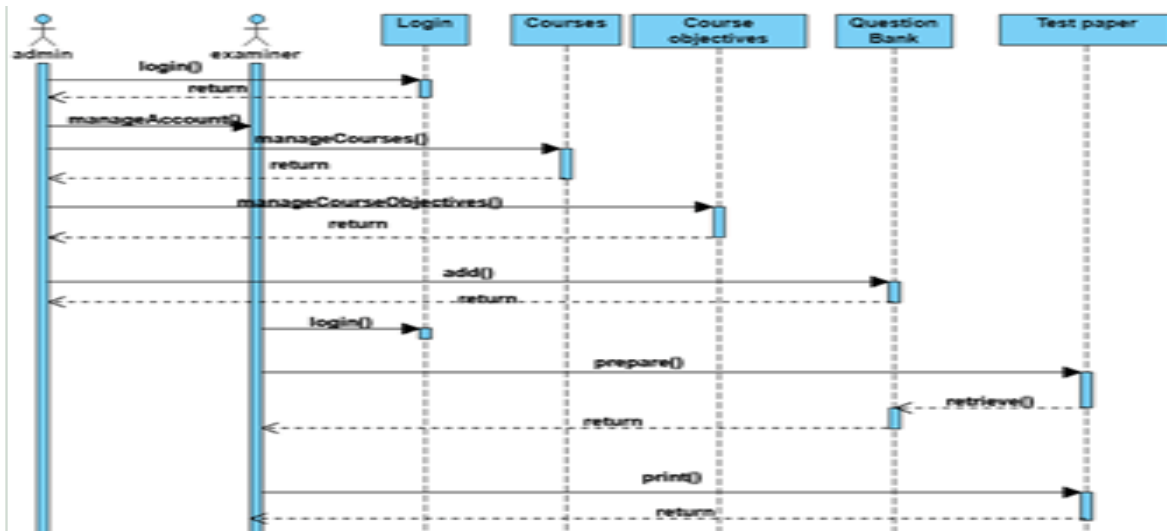 admin
examiner
Login
Courses
Course
objectives
Question
Bank
Test paper
login()
return
manageAccount()
manageCourses()
return
manageCourseObjectives()
return
add()
return
login()
prepare()
retrieve()
return
print()
return